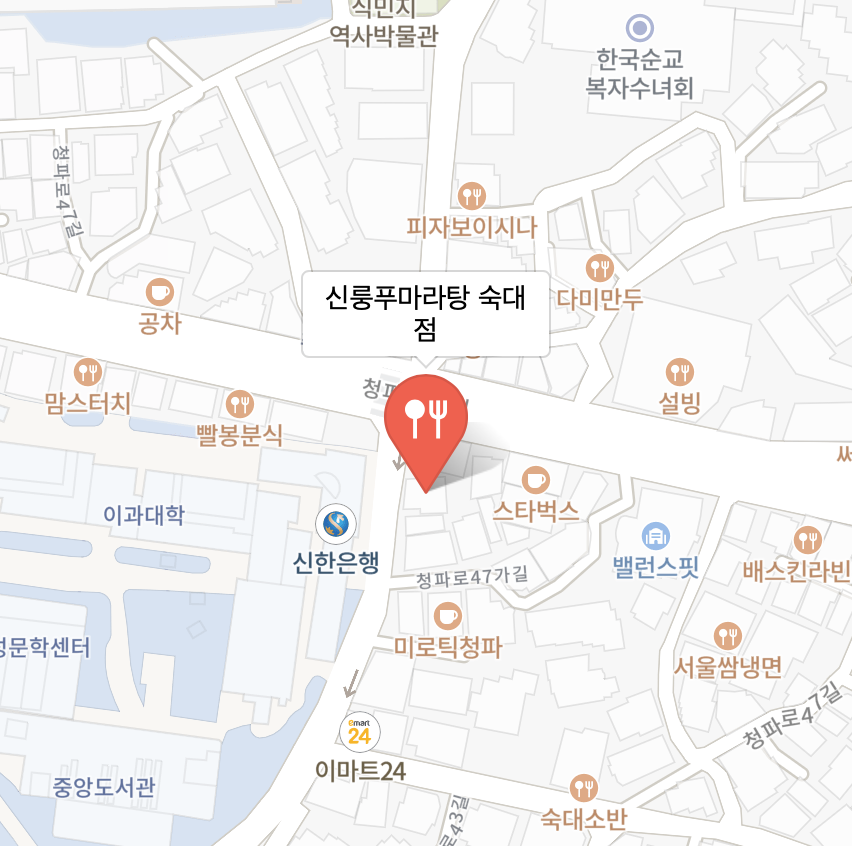 식민지
역사박물관
한국순교
복자수녀회
청파로47길
피자보이시나
다미만두
신룽푸마라탕 숙대
점
공차
청파
맘스터치
설빙
빨봉분식
써
스타벅스
이과대학
신한은행
밸런스핏
배스킨라빈
청파로47가길
미로틱청파
성문학센터
서울쌈냉면
청파로47길
emart
24
이마트24
중앙도서관
숙대소반
로43길